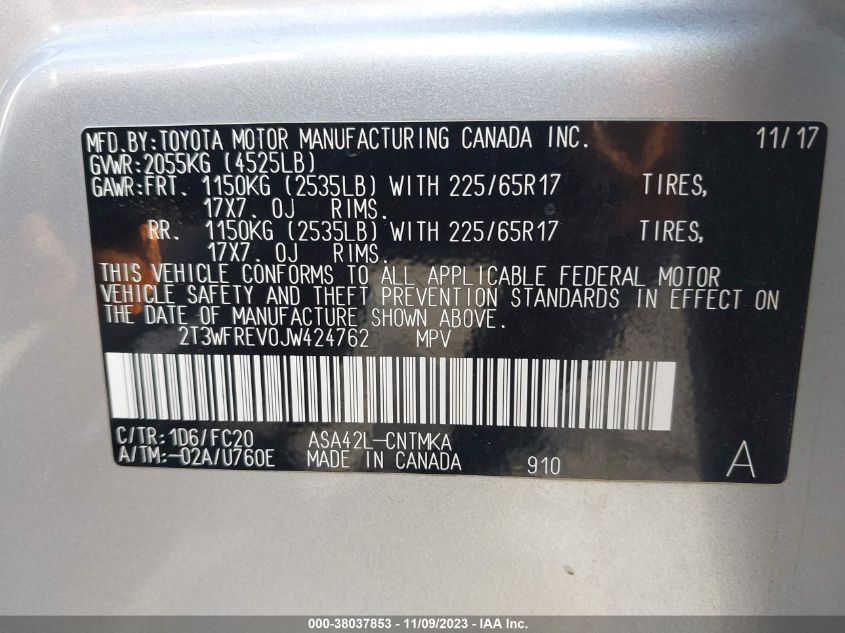 MFD.BY:TOYOTA MOTOR MANUFACTURING CANADA INC. 11/17
GVWR:2055KG (4525LB)
GAWR:FRT. 1150KG (2535LB) WITH 225/65R17 TIRES,
17X7.0J RIMS.
RR. 1150KG (2535LB) WITH 225/65R17 TIRES,
17X7.0J RIMS.
THIS VEHICLE CONFORMS TO ALL APPLICABLE FEDERAL MOTOR
VEHICLE SAFETY AND THEFT PREVENTION STANDARDS IN EFFECT ON
THE DATE OF MANUFACTURE SHOWN ABOVE.
2T3WFREV0JW424762 MPV
C/TR:1D6/FC20 ASA42L-CNTMKA
A/TM:-02A/U760E MADE IN CANADA 910 A
000-38037853 - 11/09/2023 - IAAI.com